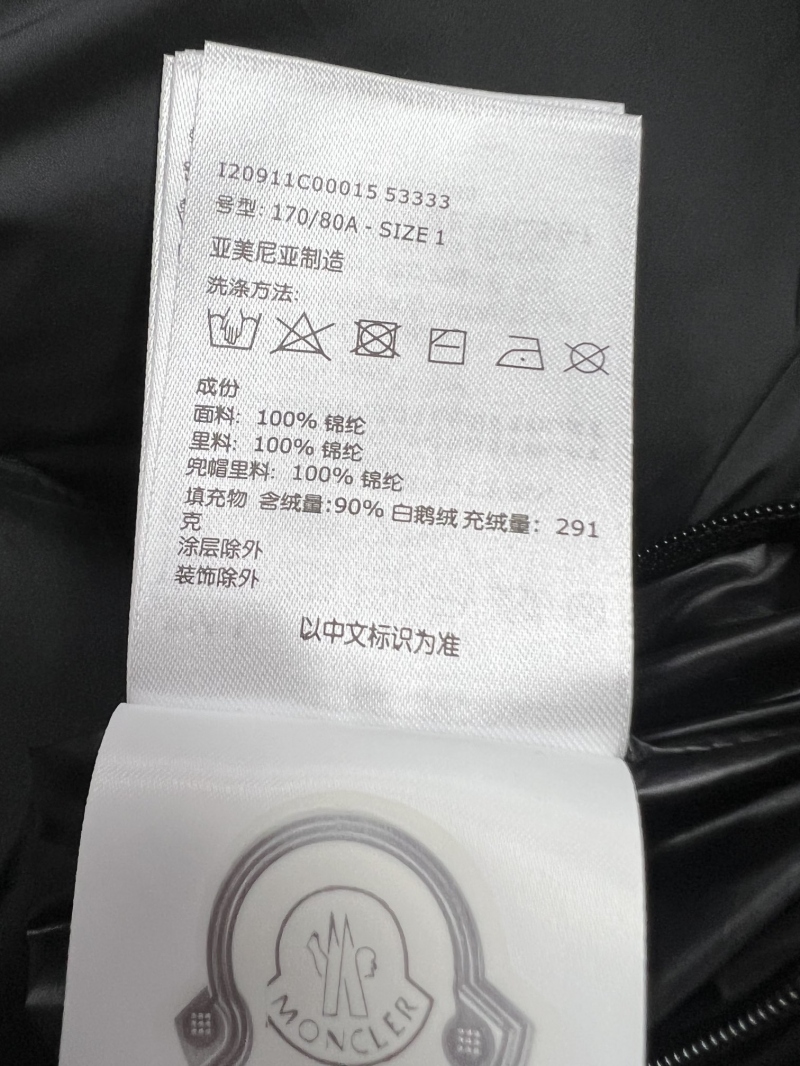 I20911C00015 53333
号型: 170/80A - SIZE 1
亚美尼亚制造
洗涤方法:
成份
面料: 100% 锦纶
里料: 100% 锦纶
兜帽里料: 100% 锦纶
填充物 含绒量:90% 白鹅绒 充绒量: 291
克
涂层除外
装饰除外
以中文标识为准
MONCLER